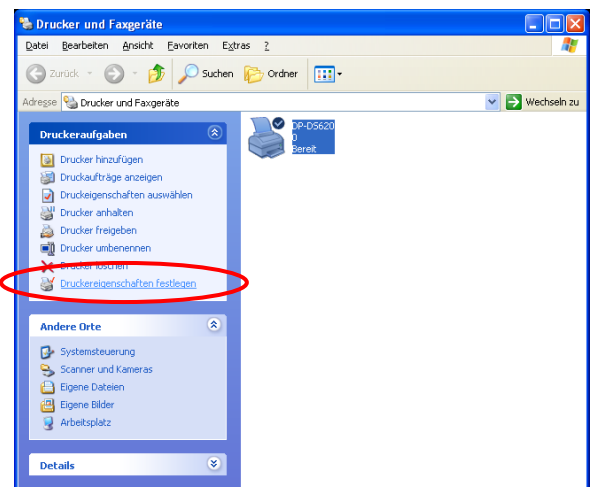 Drucker und Faxgeräte
Datei Bearbeiten Ansicht Favoriten Extras ?
Zurück Suchen Ordner
Adresse Drucker und Faxgeräte Wechseln zu
Druckeraufgaben
Drucker hinzufügen
Druckaufträge anzeigen
Druckeigenschaften auswählen
Drucker anhalten
Drucker freigeben
Drucker umbenennen
Drucker löschen
Druckereigenschaften festlegen
Andere Orte
Systemsteuerung
Scanner und Kameras
Eigene Dateien
Eigene Bilder
Arbeitsplatz
Details
DP-DS620
0
Bereit